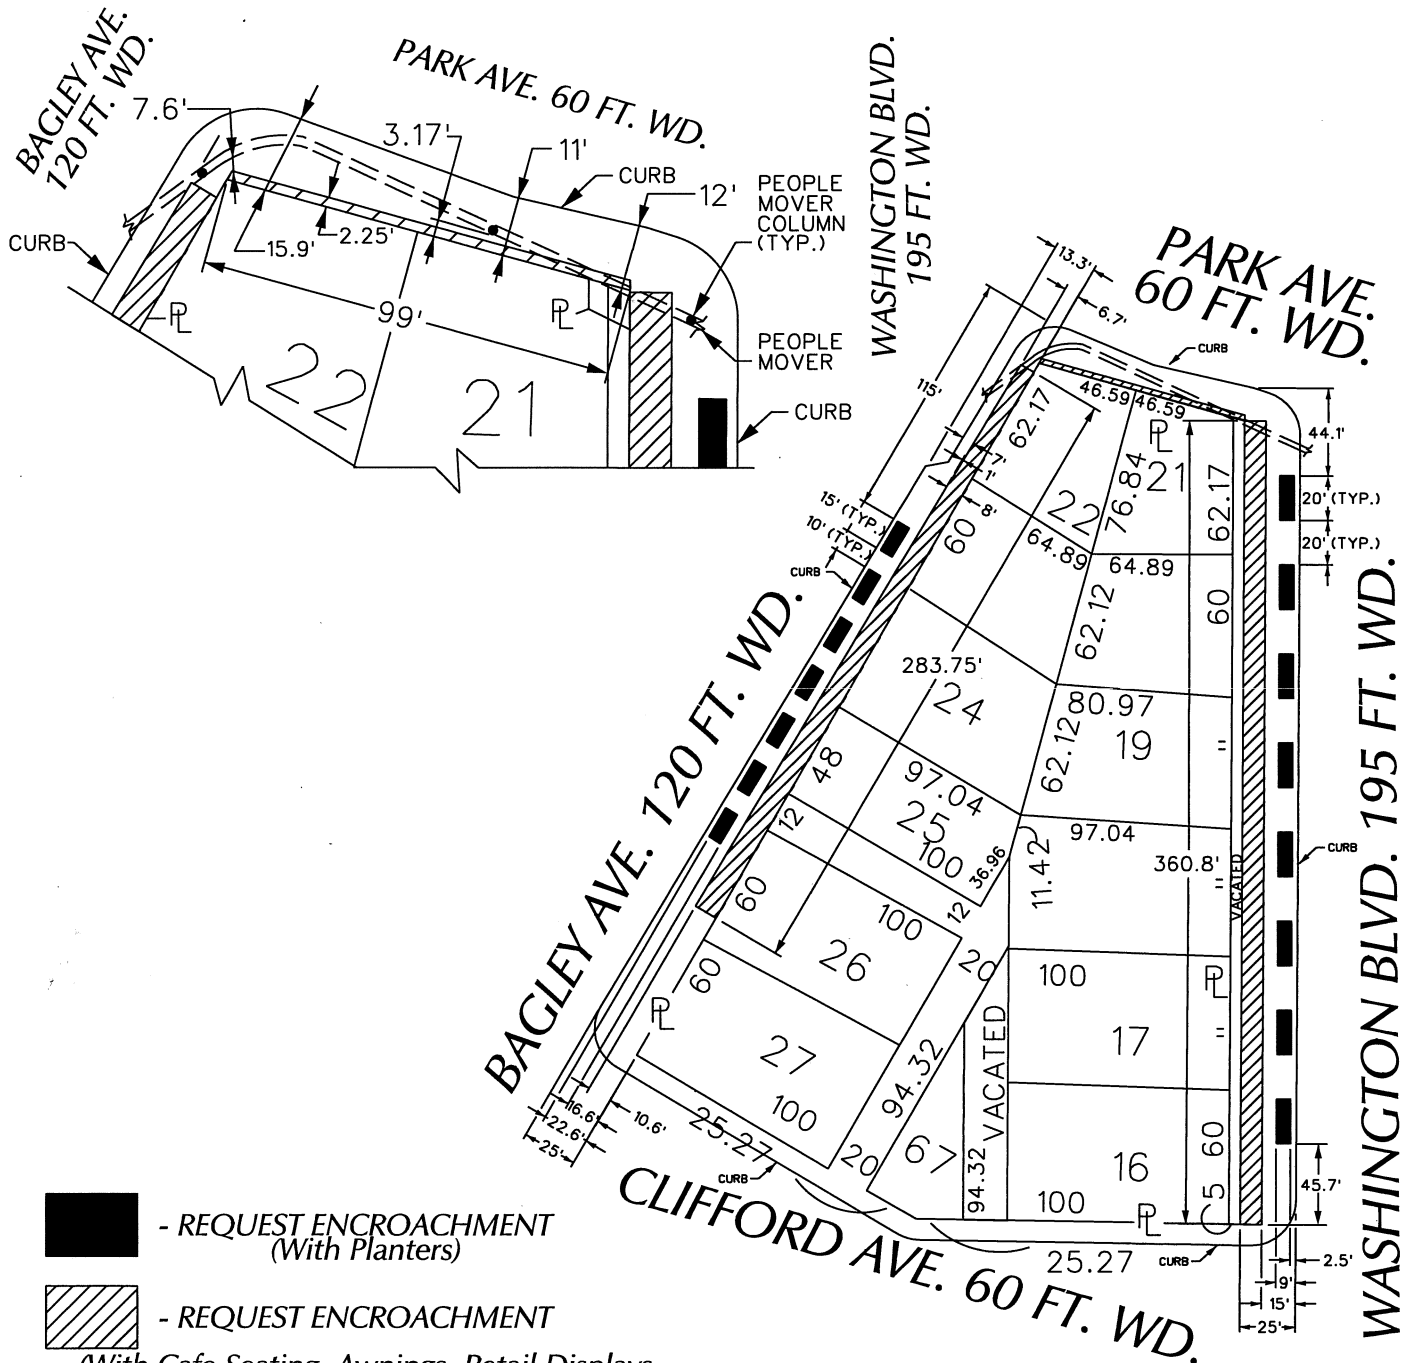 BAGLEY AVE.
120 FT. WD.
PARK AVE. 60 FT. WD.
WASHINGTON BLVD.
195 FT. WD.
7.6'
3.17'
11'
CURB
12'
PEOPLE
MOVER
COLUMN
(TYP.)
CURB
15.9'
2.25'
PL
99'
PL
PEOPLE
MOVER
22
21
CURB
PARK AVE.
60 FT. WD.
13.3'
6.7'
CURB
115'
46.59
46.59
62.17
PL
44.1'
7'
1'
8'
22
76.84
21
62.17
15' (TYP.)
20' (TYP.)
10' (TYP.)
60
64.89
20' (TYP.)
CURB
64.89
62.12
60
283.75'
24
80.97
19
=
62.12
48
97.04
25
12
100
36.96
97.04
11.42
360.8'
=
VACATED
CURB
60
12
100
26
20
100
PL
60
PL
27
94.32
VACATED
17
=
100
16.6'
10.6'
22.6'
25'
25.27
CURB
20
67
94.32
16
60
100
PL
5
45.7'
25.27
CURB
2.5'
9'
15'
25'
BAGLEY AVE. 120 FT. WD.
CLIFFORD AVE. 60 FT. WD.
WASHINGTON BLVD. 195 FT. WD.
- REQUEST ENCROACHMENT
(With Planters)
- REQUEST ENCROACHMENT
(With Cafe Seating, Awnings, Retail Displays